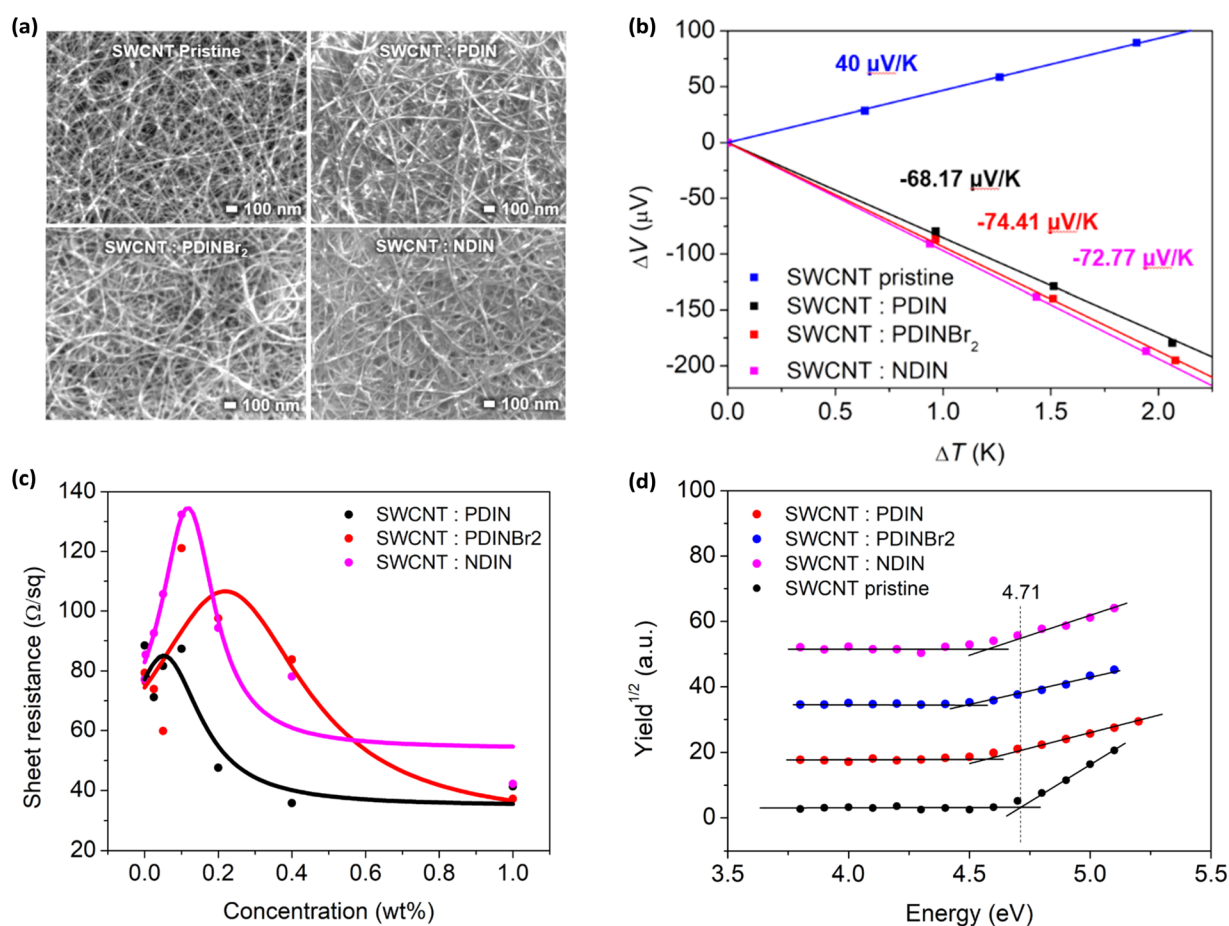 (a)
SWCNT Pristine
100 nm
SWCNT : PDIN
100 nm
SWCNT : PDINBr₂
100 nm
SWCNT : NDIN
100 nm
(b)
100
50
0
-50
-100
-150
-200
ΔV (μV)
40 μV/K
-68.17 μV/K
-74.41 μV/K
-72.77 μV/K
SWCNT pristine
SWCNT : PDIN
SWCNT : PDINBr₂
SWCNT : NDIN
0.0 0.5 1.0 1.5 2.0
ΔT (K)
(c)
140
120
100
80
60
40
20
Sheet resistance (Ω/sq)
SWCNT : PDIN
SWCNT : PDINBr2
SWCNT : NDIN
0.0 0.2 0.4 0.6 0.8 1.0
Concentration (wt%)
(d)
100
80
60
40
20
0
Yield¹ᐟ² (a.u.)
SWCNT : PDIN
SWCNT : PDINBr2
SWCNT : NDIN
SWCNT pristine
4.71
3.5 4.0 4.5 5.0 5.5
Energy (eV)